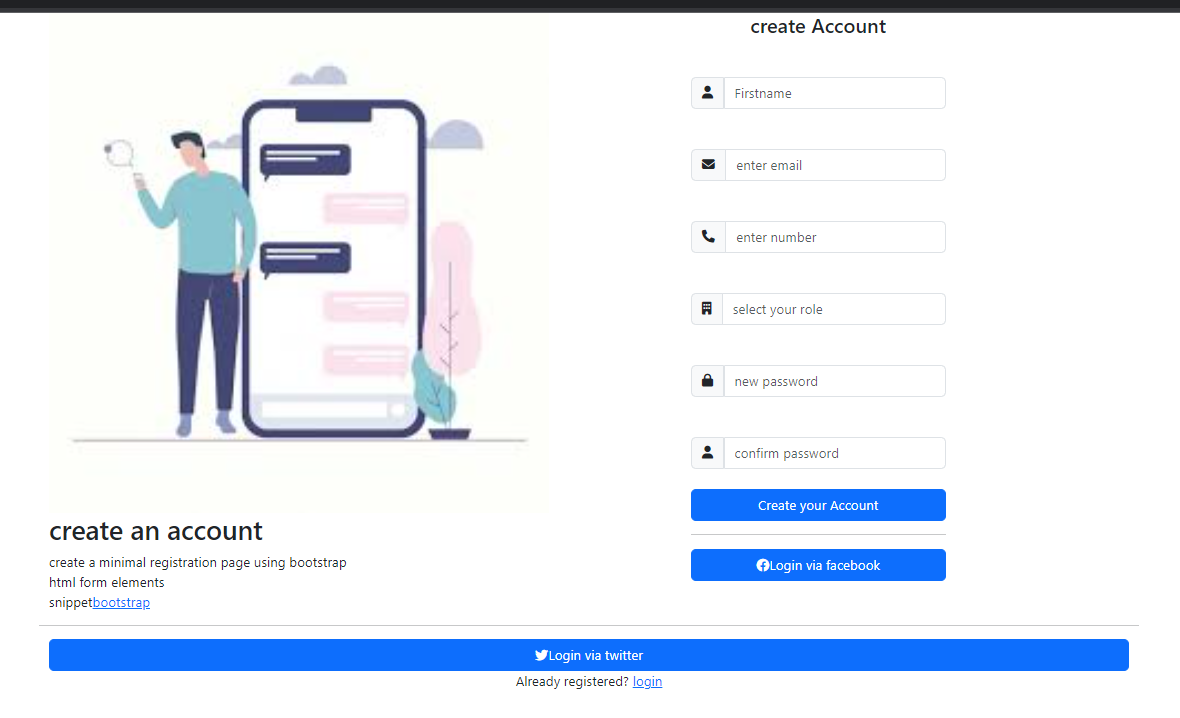 create Account
Firstname
enter email
enter number
select your role
new password
confirm password
Create your Account
Login via facebook
create an account
create a minimal registration page using bootstrap
html form elements
snippetbootstrap
Login via twitter
Already registered? login